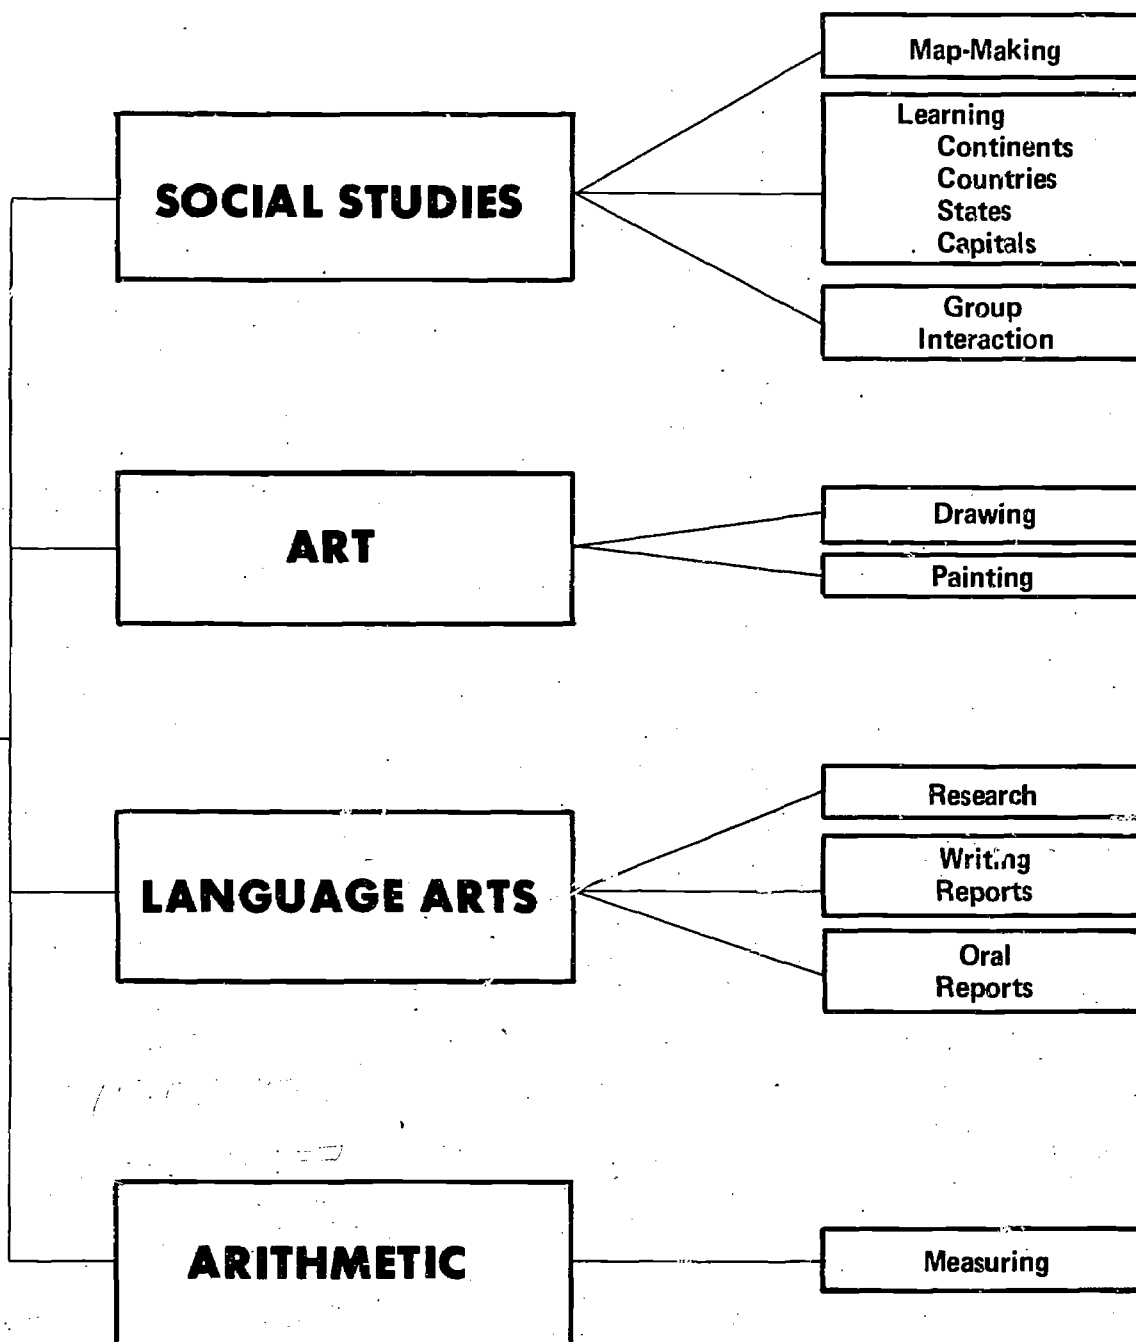 SOCIAL STUDIES
Map-Making
Learning
Continents
Countries
States
Capitals
Group
Interaction
ART
Drawing
Painting
LANGUAGE ARTS
Research
Writing
Reports
Oral
Reports
ARITHMETIC
Measuring